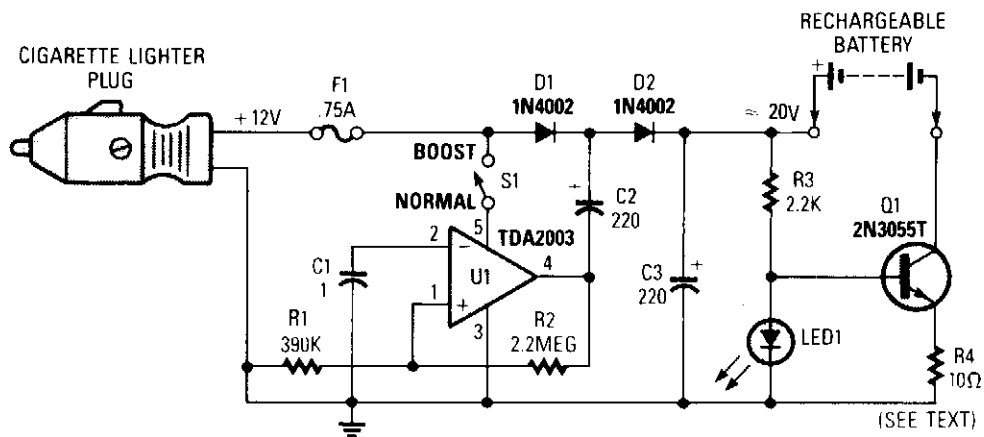 CIGARETTE LIGHTER
PLUG
+12V
F1
.75A
D1
1N4002
D2
1N4002
RECHARGEABLE
BATTERY
+
≈ 20V
BOOST
S1
NORMAL
+
C2
220
R3
2.2K
Q1
2N3055T
5
TDA2003
2
−
4
U1
1
+
3
C1
1
C3
220
+
R1
390K
R2
2.2MEG
LED1
R4
10Ω
(SEE TEXT)